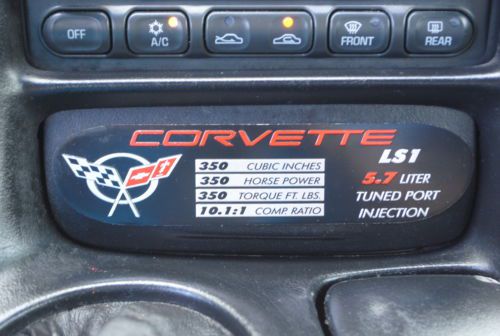 OFF
A/C
FRONT
REAR
CORVETTE
350 CUBIC INCHES
350 HORSE POWER
350 TORQUE FT. LBS.
10.1:1 COMP. RATIO
LS1
5.7 LITER
TUNED PORT
INJECTION